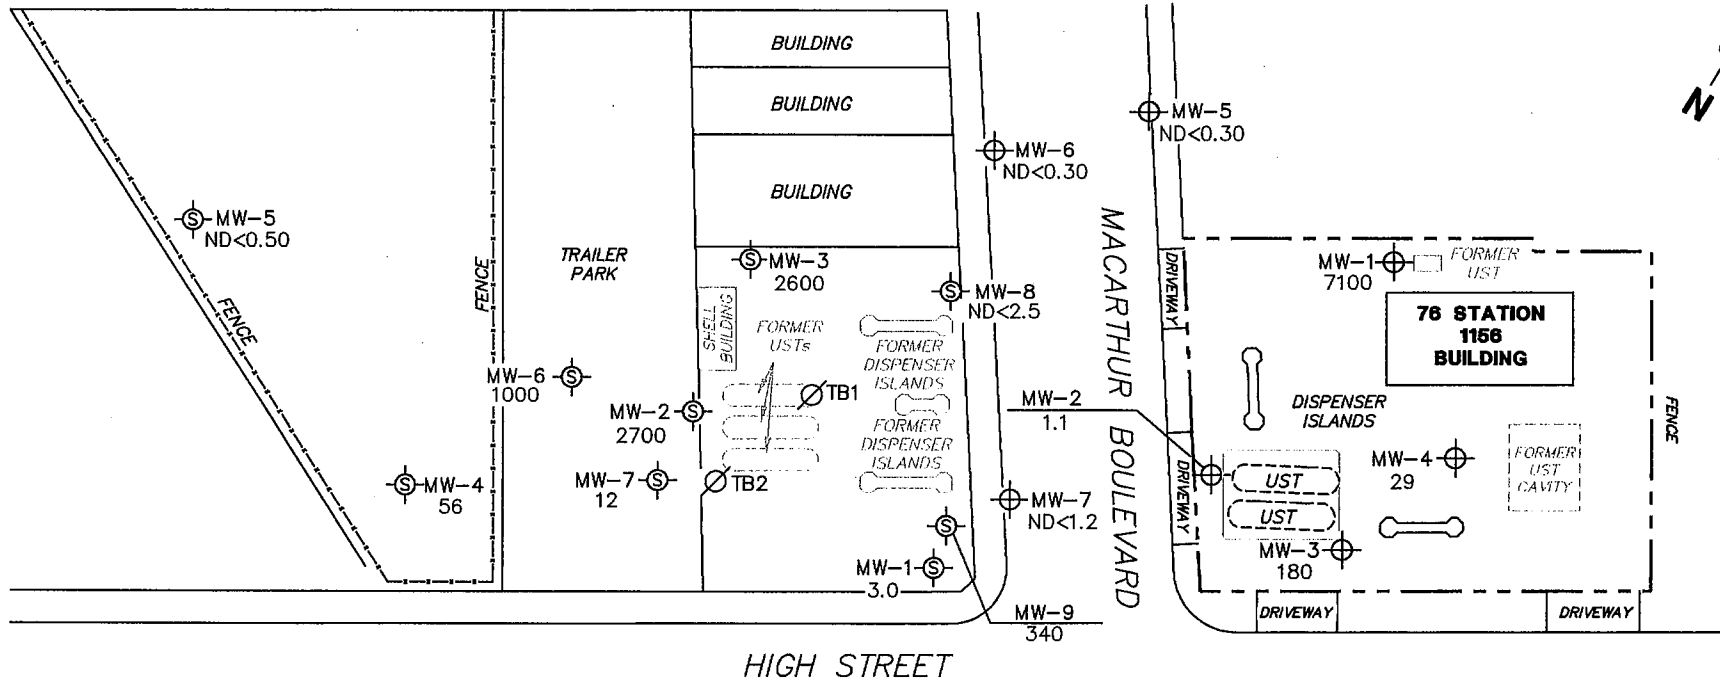 BUILDING
BUILDING
BUILDING
MW-5
ND<0.50
FENCE
FENCE
TRAILER
PARK
MW-3
2600
SHELL
BUILDING
FORMER
USTs
FORMER
DISPENSER
ISLANDS
FORMER
DISPENSER
ISLANDS
MW-6
1000
MW-2
2700
TB1
MW-7
12
TB2
MW-4
56
MW-1
3.0
MW-9
340
MW-6
ND<0.30
MW-8
ND<2.5
MW-7
ND<1.2
MW-2
1.1
MACARTHUR BOULEVARD
MW-5
ND<0.30
N
DRIVEWAY
DRIVEWAY
MW-1
7100
FORMER
UST
76 STATION
1156
BUILDING
DISPENSER
ISLANDS
FENCE
MW-4
29
FORMER
UST
CAVITY
UST
UST
MW-3
180
DRIVEWAY
DRIVEWAY
HIGH STREET